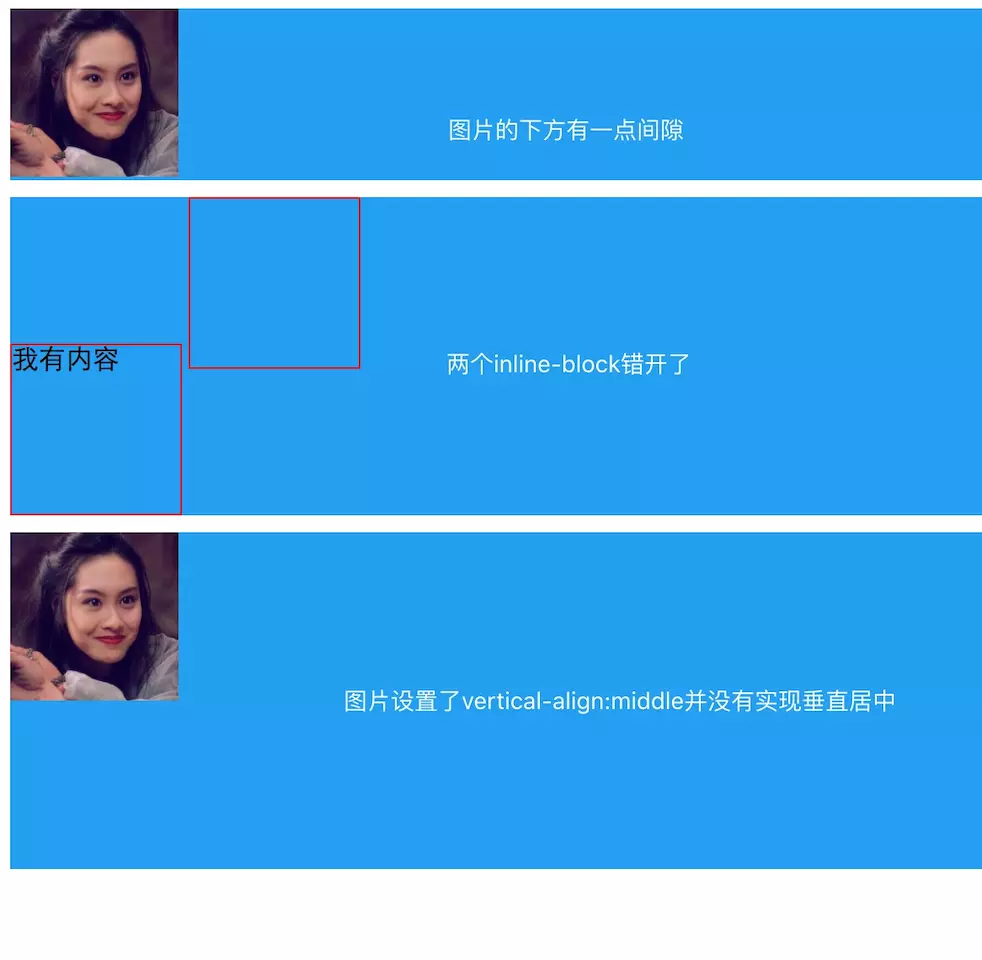 图片的下方有一点间隙
我有内容
两个inline-block错开了
图片设置了vertical-align:middle并没有实现垂直居中